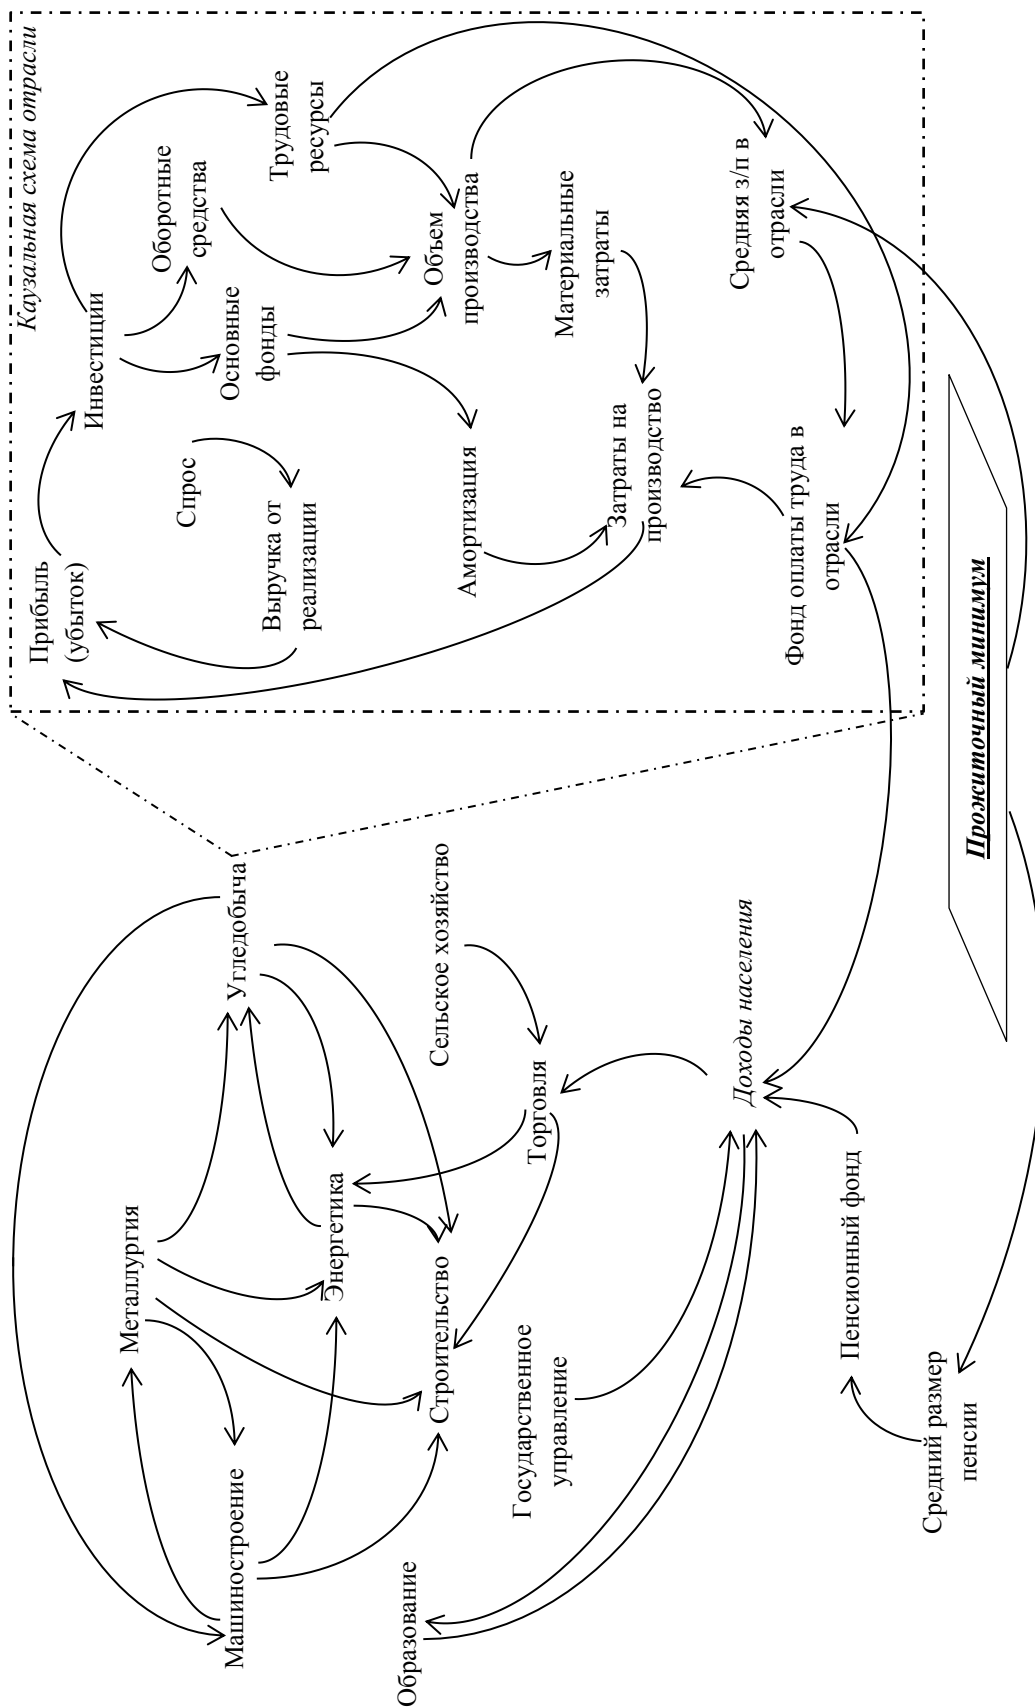 Каузальная схема отрасли
Прибыль
(убыток)
Инвестиции
Спрос
Оборотные
средства
Основные
фонды
Трудовые
ресурсы
Выручка от
реализации
Объем
производства
Амортизация
Материальные
затраты
Затраты на
производство
Средняя з/п в
отрасли
Фонд оплаты труда в
отрасли
Металлургия
Угледобыча
Машиностроение
Энергетика
Сельское хозяйство
Строительство
Образование
Торговля
Государственное
управление
Доходы населения
Пенсионный фонд
Средний размер
пенсии
Прожиточный минимум